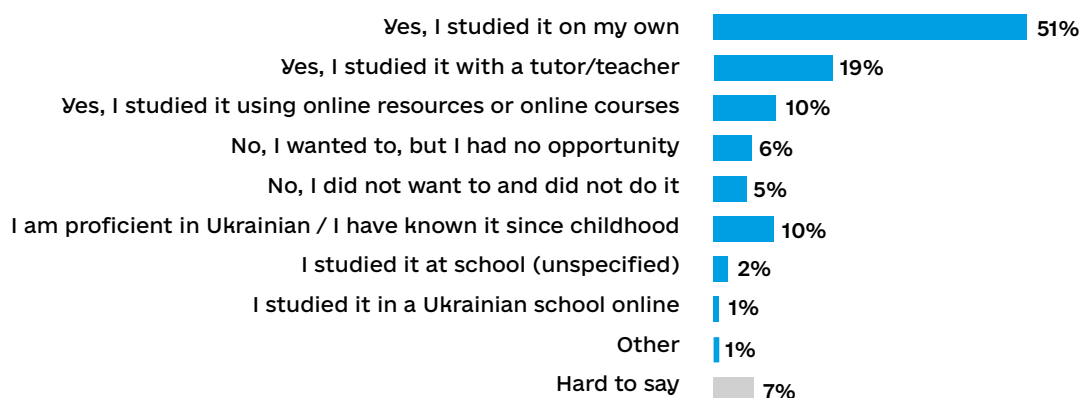 Yes, I studied it on my own 51%
Yes, I studied it with a tutor/teacher 19%
Yes, I studied it using online resources or online courses 10%
No, I wanted to, but I had no opportunity 6%
No, I did not want to and did not do it 5%
I am proficient in Ukrainian / I have known it since childhood 10%
I studied it at school (unspecified) 2%
I studied it in a Ukrainian school online 1%
Other 1%
Hard to say 7%